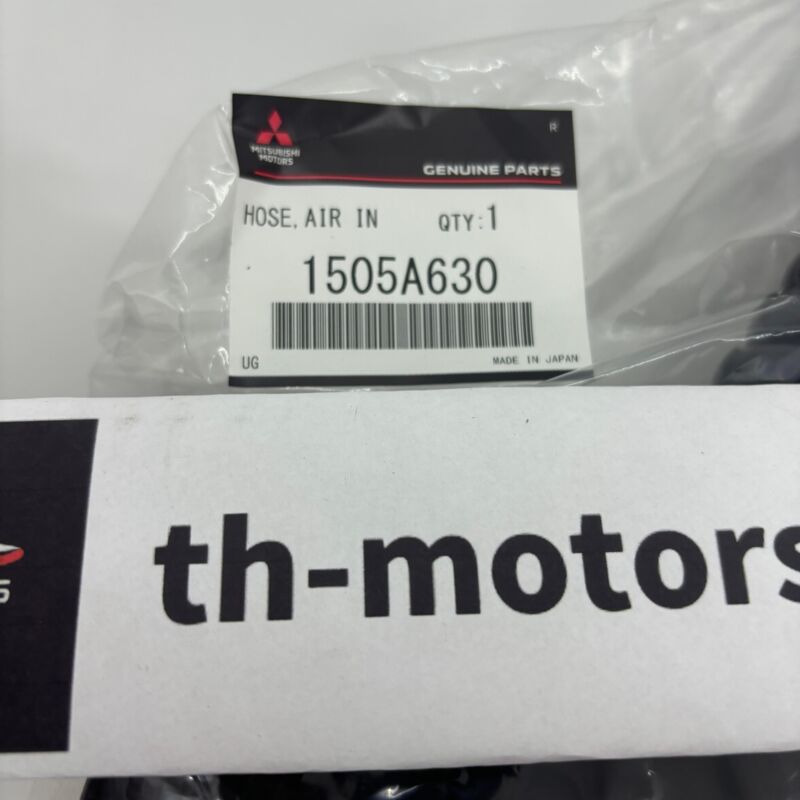 MITSUBISHI
MOTORS
R
GENUINE PARTS
HOSE, AIR IN QTY:1
1505A630
UG MADE IN JAPAN
th-motors